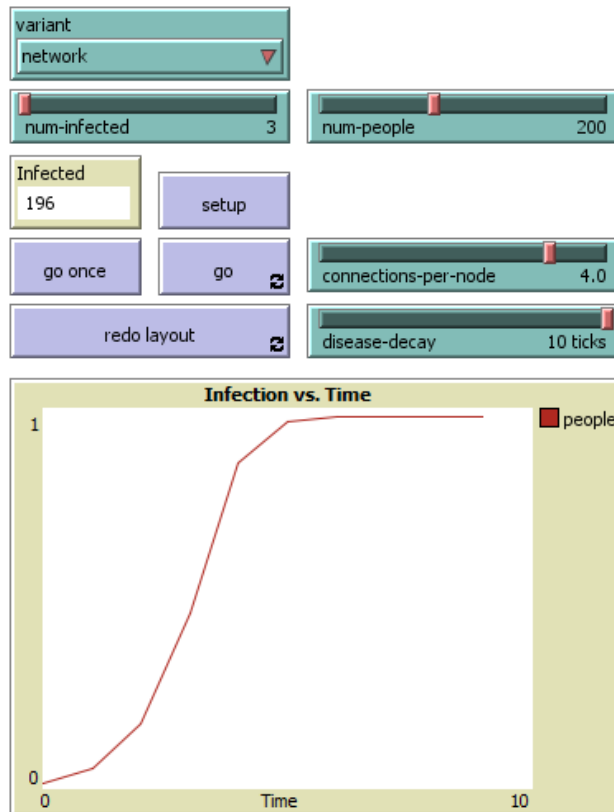 variant
network
num-infected 3
num-people 200
Infected
196
setup
go once
go
connections-per-node 4.0
redo layout
disease-decay 10 ticks
Infection vs. Time
1
people
0
0 Time 10